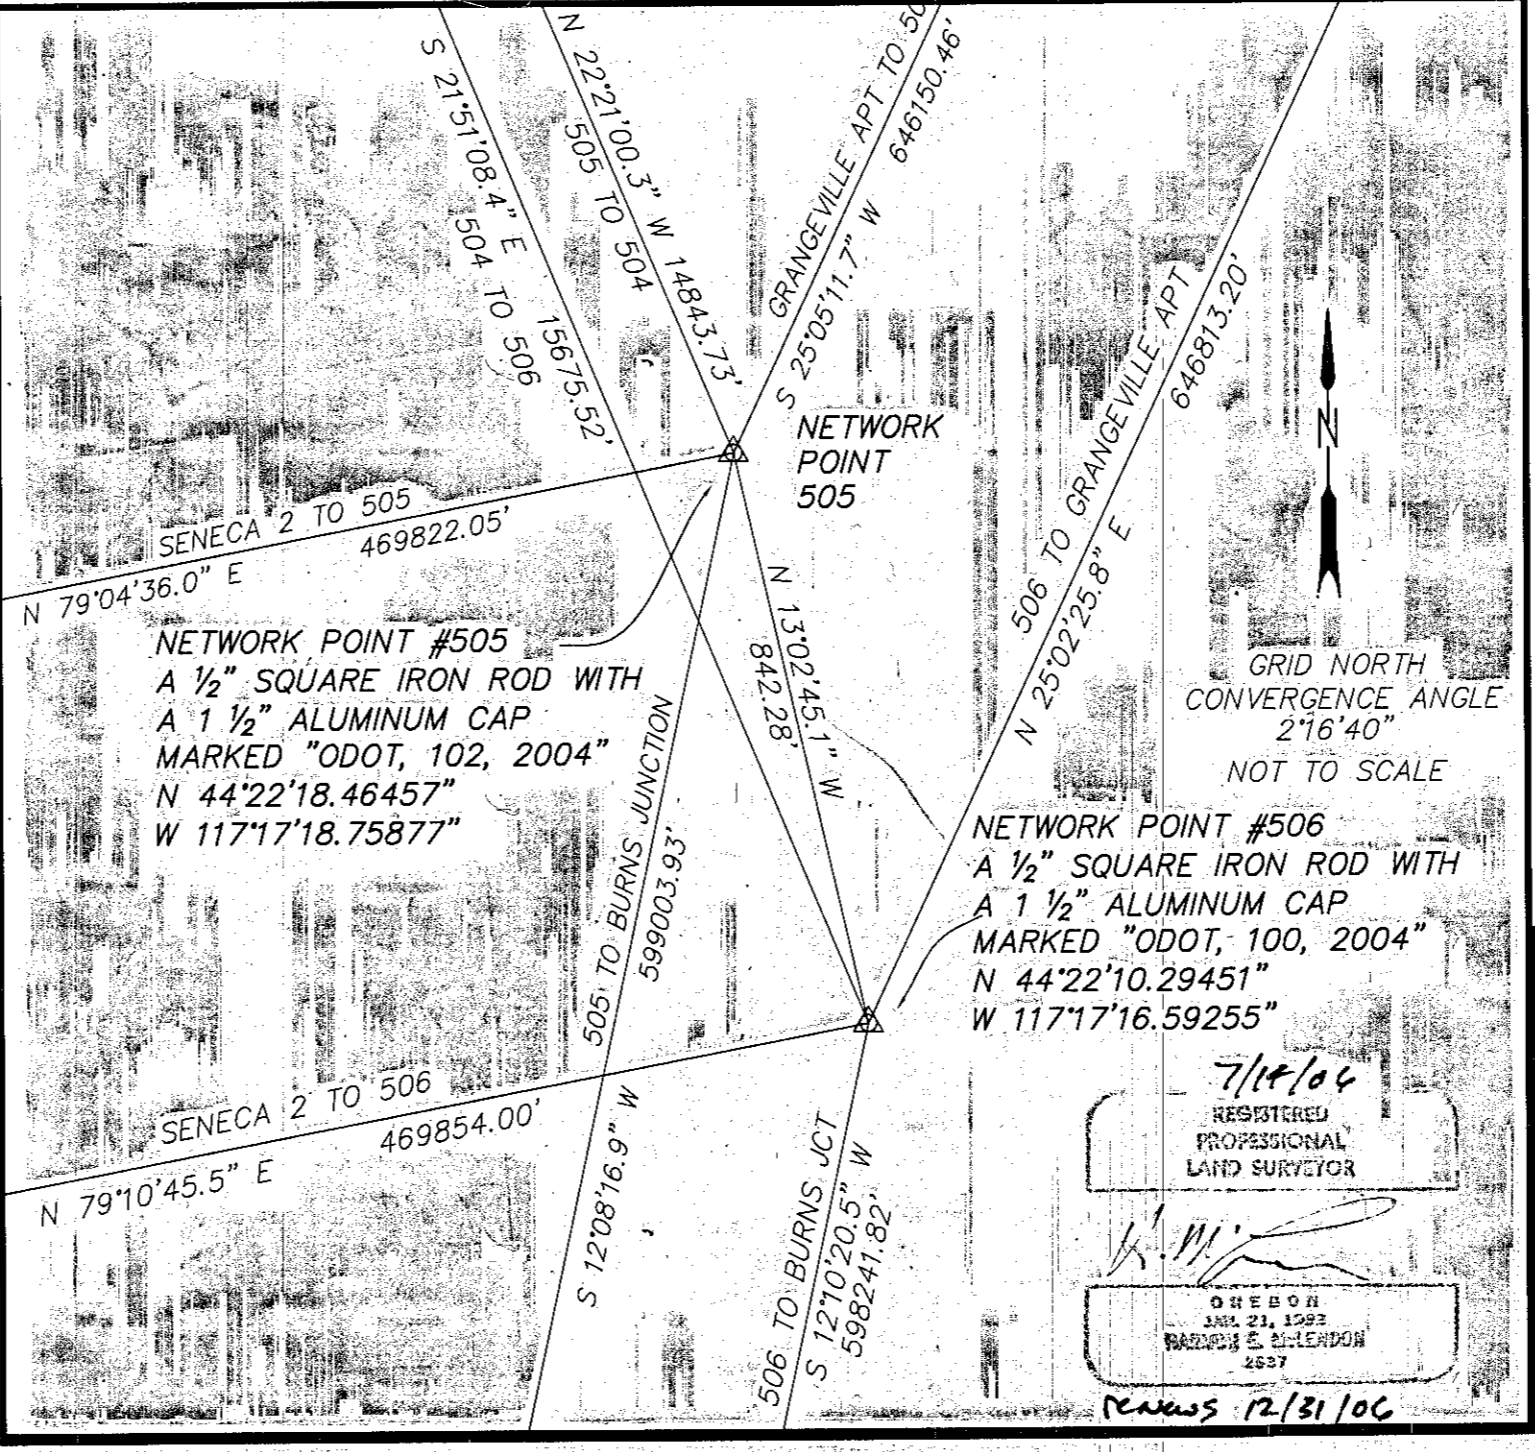 S 21°51'08.4" E 15675.52'
504 TO 506
N 22°21'00.3" W 14843.73'
505 TO 504
GRANGEVILLE APT TO
S 25°05'11.7" W 646150.46'
506 TO GRANGEVILLE APT
N 25°02'25.8" E 646813.20'
NETWORK
POINT
505
N
SENECA 2 TO 505
N 79°04'36.0" E 469822.05'
NETWORK POINT #505
A ½" SQUARE IRON ROD WITH
A 1 ½" ALUMINUM CAP
MARKED "ODOT, 102, 2004"
N 44°22'18.46457"
W 117°17'18.75877"
N 13°02'45.1" W
842.28'
GRID NORTH
CONVERGENCE ANGLE
2°16'40"
NOT TO SCALE
505 TO BURNS JUNCTION
S 12°08'16.9" W 599003.93'
NETWORK POINT #506
A ½" SQUARE IRON ROD WITH
A 1 ½" ALUMINUM CAP
MARKED "ODOT, 100, 2004"
N 44°22'10.29451"
W 117°17'16.59255"
SENECA 2 TO 506
N 79°10'45.5" E 469854.00'
506 TO BURNS JCT
S 12°10'20.5" W
598241.82'
7/14/06
REGISTERED
PROFESSIONAL
LAND SURVEYOR
OREGON
JAN. 21, 1993
2637
renews 12/31/06